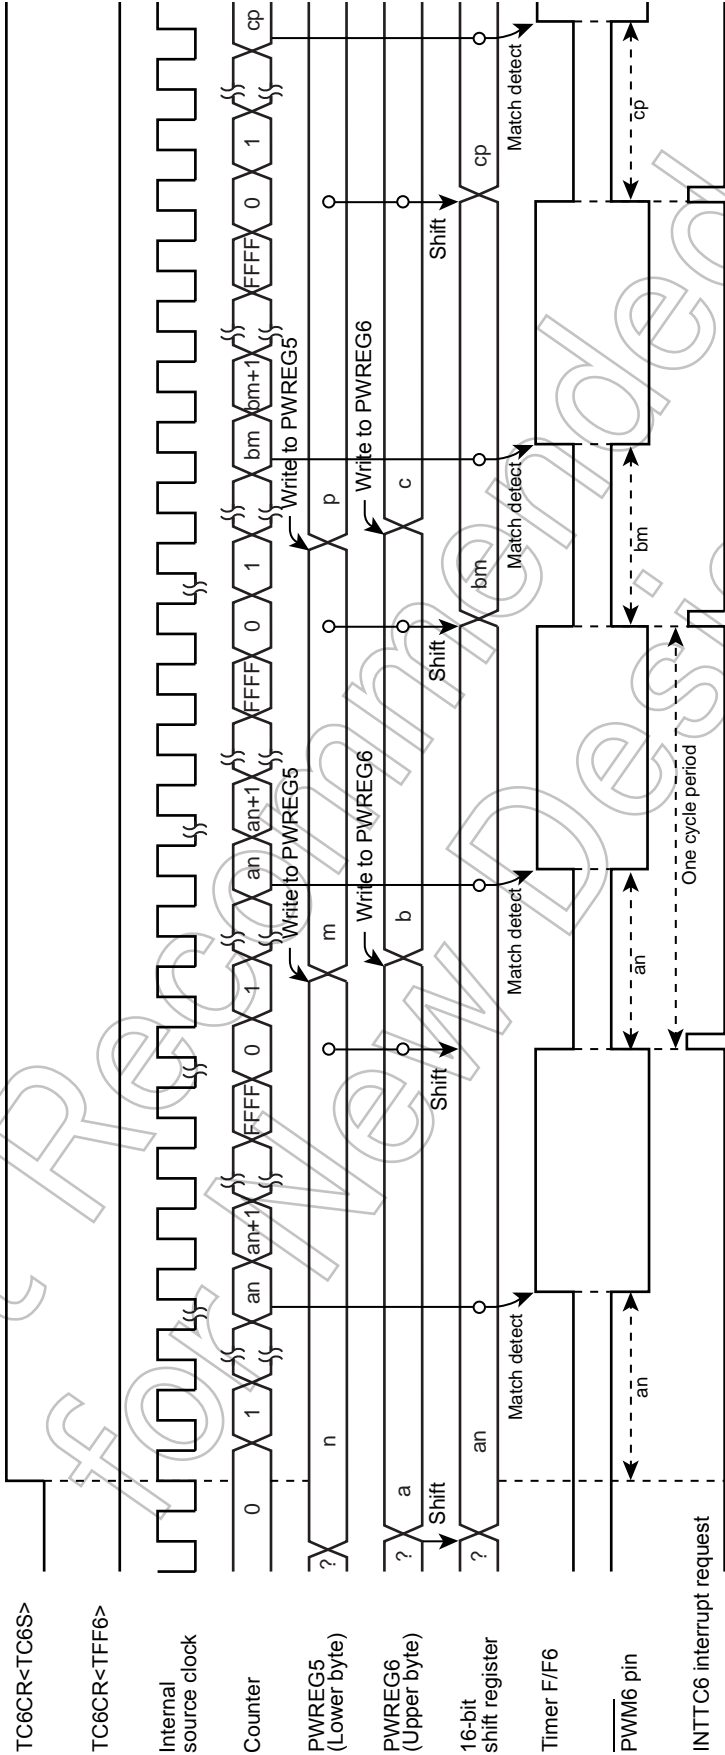 TC6CR<TC6S>
TC6CR<TFF6>
Internal
source clock
Counter
0 1 an an+1 FFFF 0 1 an an+1 FFFF 0 1 bm bm+1 FFFF 0 1 cp
Write to PWREG5
Write to PWREG5
PWREG5
(Lower byte)
? n m p
Write to PWREG6
Write to PWREG6
PWREG6
(Upper byte)
? a b c
Shift
Shift
Shift
Shift
16-bit
shift register
? an bm cp
Match detect
Match detect
Match detect
Match detect
Timer F/F6
PWM6 pin
an
an
bm
cp
One cycle period
INTTC6 interrupt request
t Recommended
for New Desi